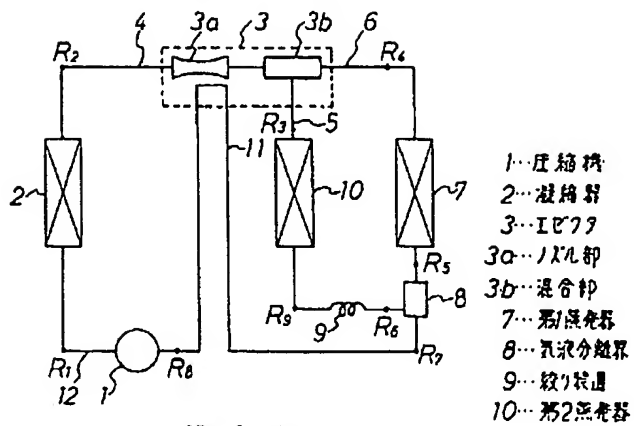 4 3a 3 3b 6
R2 R4
R3 5
11
2 10 7
R5
8
R9 9 R6
R1 R8 R7
12 1
1…圧縮機
2…凝縮器
3…エゼクタ
3a…ノズル部
3b…混合部
7…第1蒸発器
8…気液分離界
9…絞り装置
10…第2蒸発器